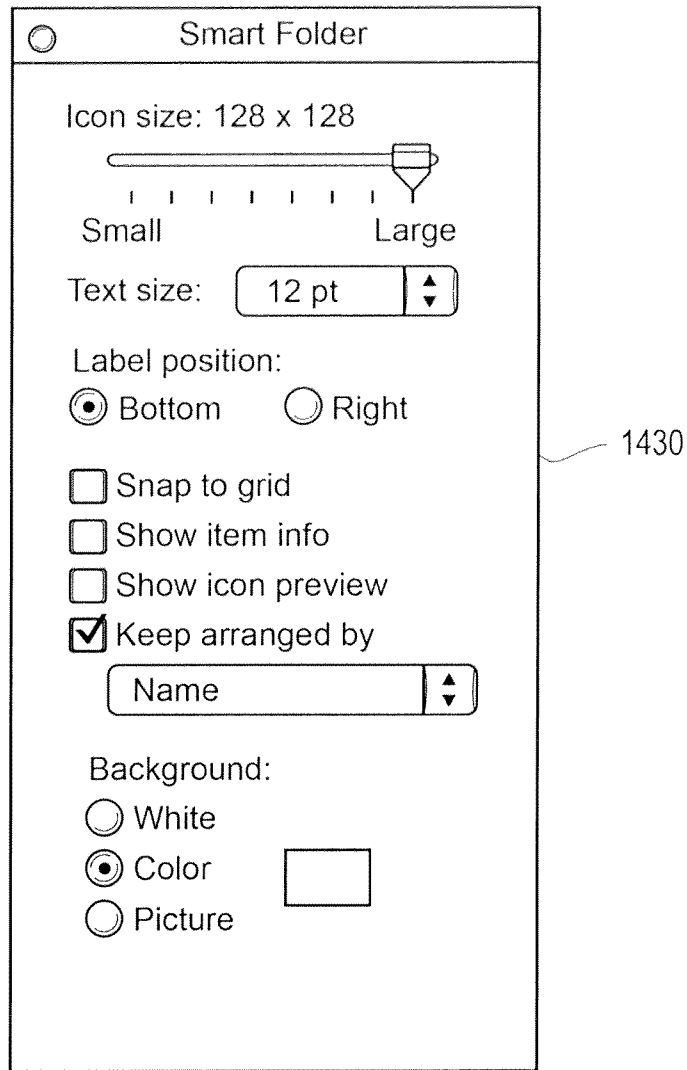 Smart Folder
Icon size: 128 x 128
Small Large
Text size: 12 pt
Label position:
Bottom Right
1430
Snap to grid
Show item info
Show icon preview
Keep arranged by
Name
Background:
White
Color
Picture